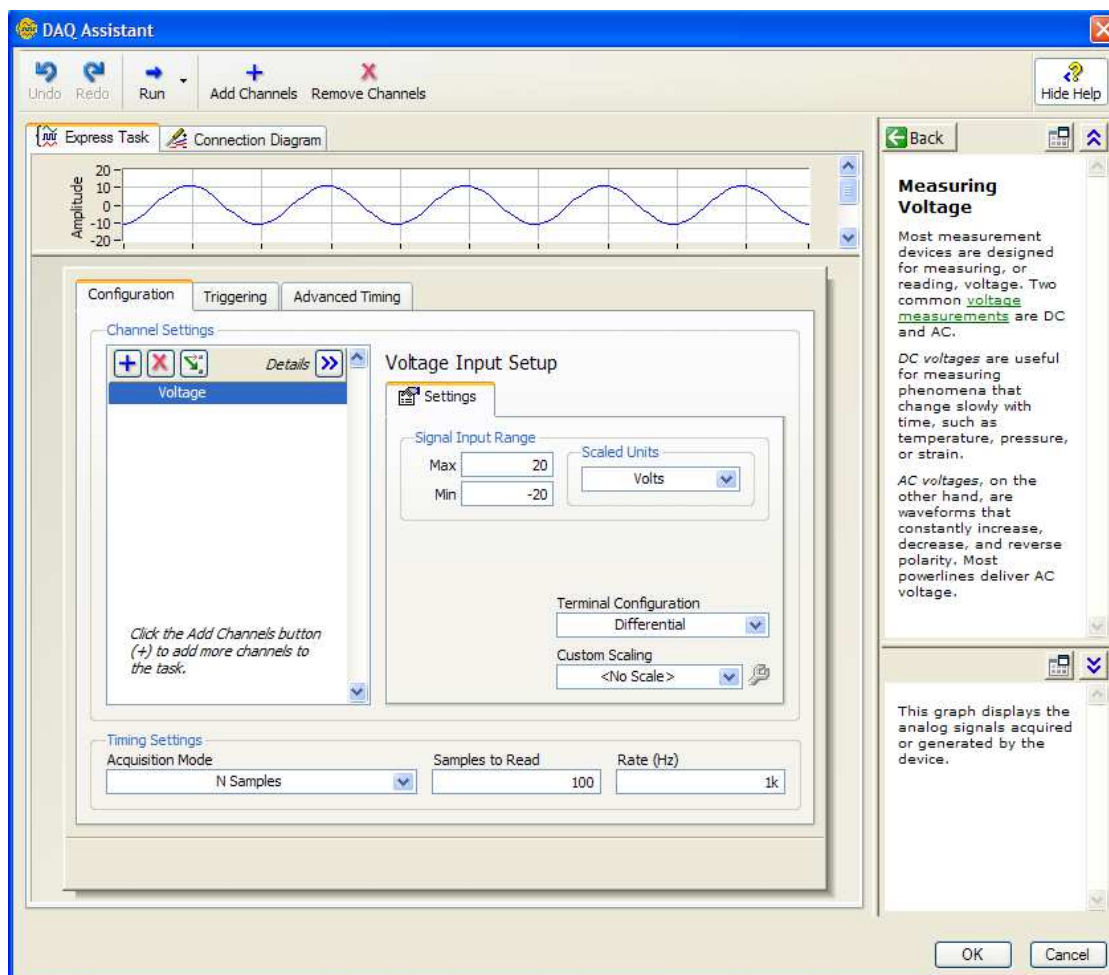 DAQ Assistant
Undo Redo Run Add Channels Remove Channels
Hide Help
Express Task Connection Diagram
Amplitude
20
10
0
-10
-20
Configuration Triggering Advanced Timing
Channel Settings
Details
Voltage
Click the Add Channels button
(+) to add more channels to
the task.
Voltage Input Setup
Settings
Signal Input Range
Max 20
Min -20
Scaled Units
Volts
Terminal Configuration
Differential
Custom Scaling
<No Scale>
Timing Settings
Acquisition Mode Samples to Read Rate (Hz)
N Samples 100 1k
Back
Measuring
Voltage
Most measurement
devices are designed
for measuring, or
reading, voltage. Two
common voltage
measurements are DC
and AC.
DC voltages are useful
for measuring
phenomena that
change slowly with
time, such as
temperature, pressure,
or strain.
AC voltages, on the
other hand, are
waveforms that
constantly increase,
decrease, and reverse
polarity. Most
powerlines deliver AC
voltage.
This graph displays the
analog signals acquired
or generated by the
device.
OK Cancel